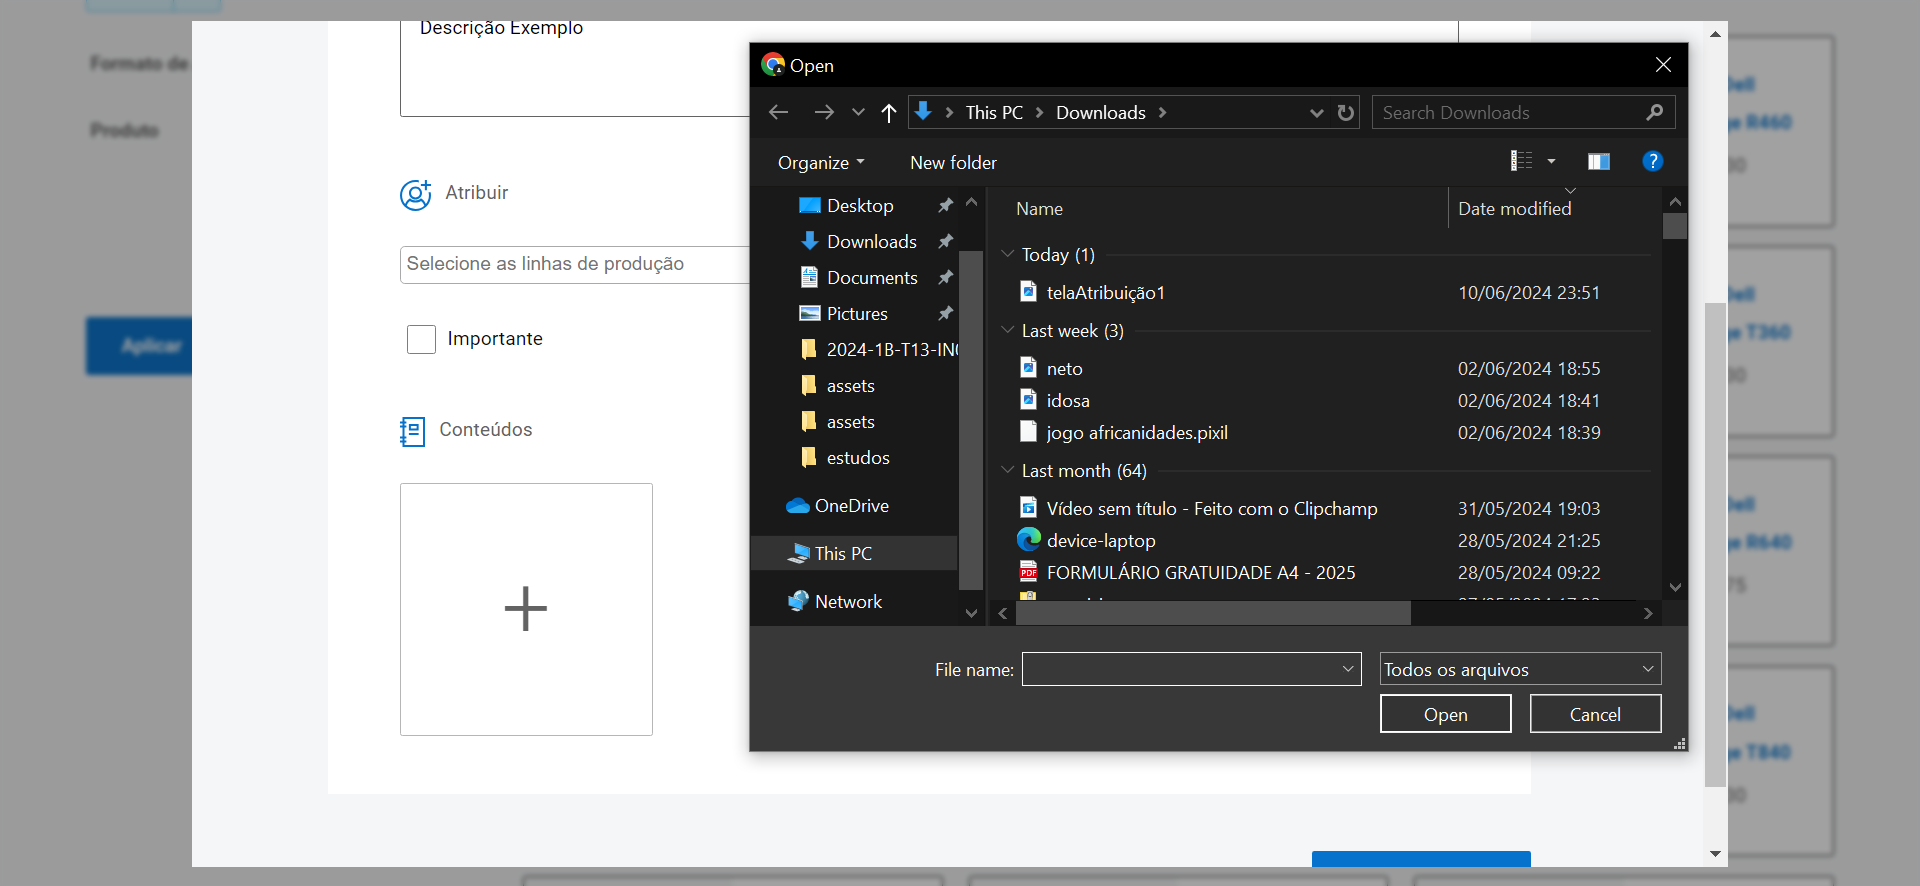 Descrição Exemplo
Formato de
Produto
Aplicar
Atribuir
Selecione as linhas de produção
Importante
Conteúdos
Open
This PC
Downloads
Search Downloads
Organize
New folder
?
Desktop
Downloads
Documents
Pictures
2024-1B-T13-IN
assets
assets
estudos
OneDrive
This PC
Network
Name
Date modified
Today (1)
telaAtribuição1 10/06/2024 23:51
Last week (3)
neto 02/06/2024 18:55
idosa 02/06/2024 18:41
jogo africanidades.pixil 02/06/2024 18:39
Last month (64)
Vídeo sem título - Feito com o Clipchamp 31/05/2024 19:03
device-laptop 28/05/2024 21:25
PDF FORMULÁRIO GRATUIDADE A4 - 2025 28/05/2024 09:22
File name:
Todos os arquivos
Open
Cancel
Dell
ge R460
Dell
ge T360
Dell
ge R640
75
Dell
ge T840